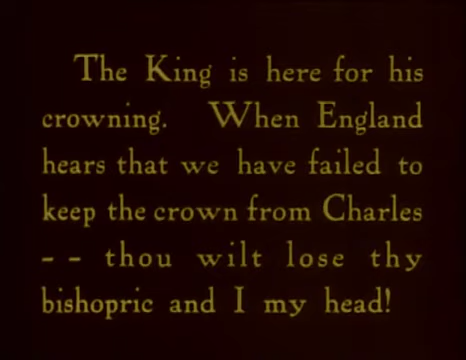 The King is here for his
crowning. When England
hears that we have failed to
keep the crown from Charles
-- thou wilt lose thy
bishopric and I my head!